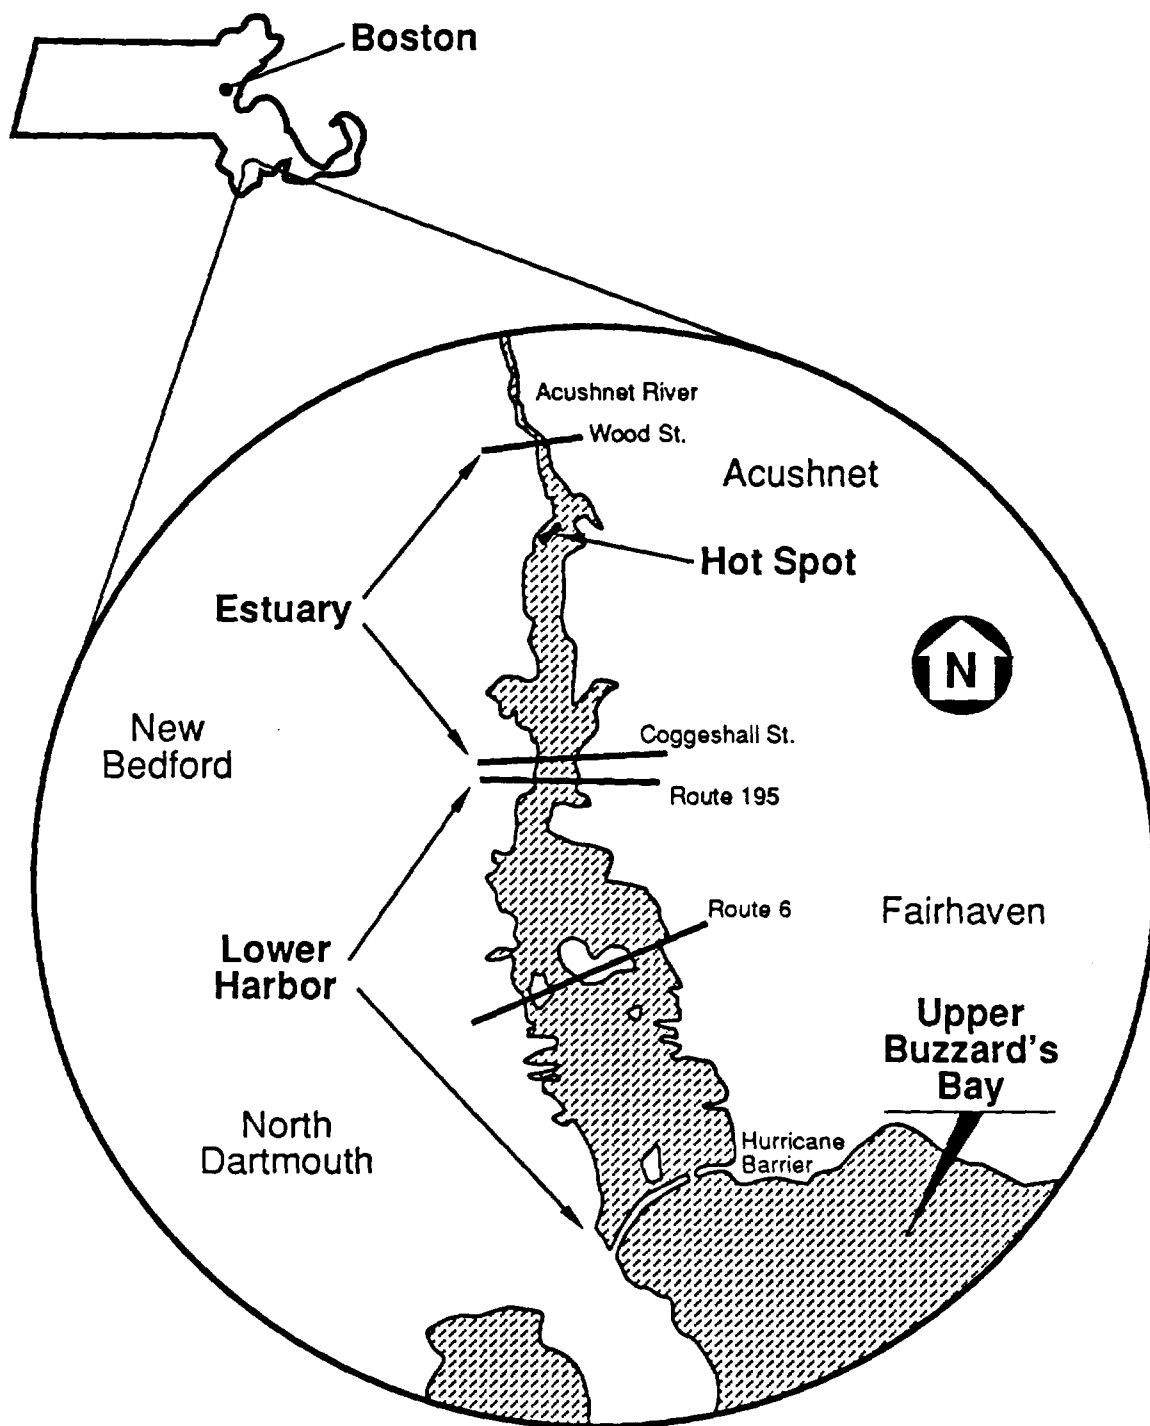 Boston
Acushnet River
Wood St.
Acushnet
Hot Spot
Estuary
N
New
Bedford
Coggeshall St.
Route 195
Route 6
Fairhaven
Lower
Harbor
Upper
Buzzard's
Bay
North
Dartmouth
Hurricane
Barrier